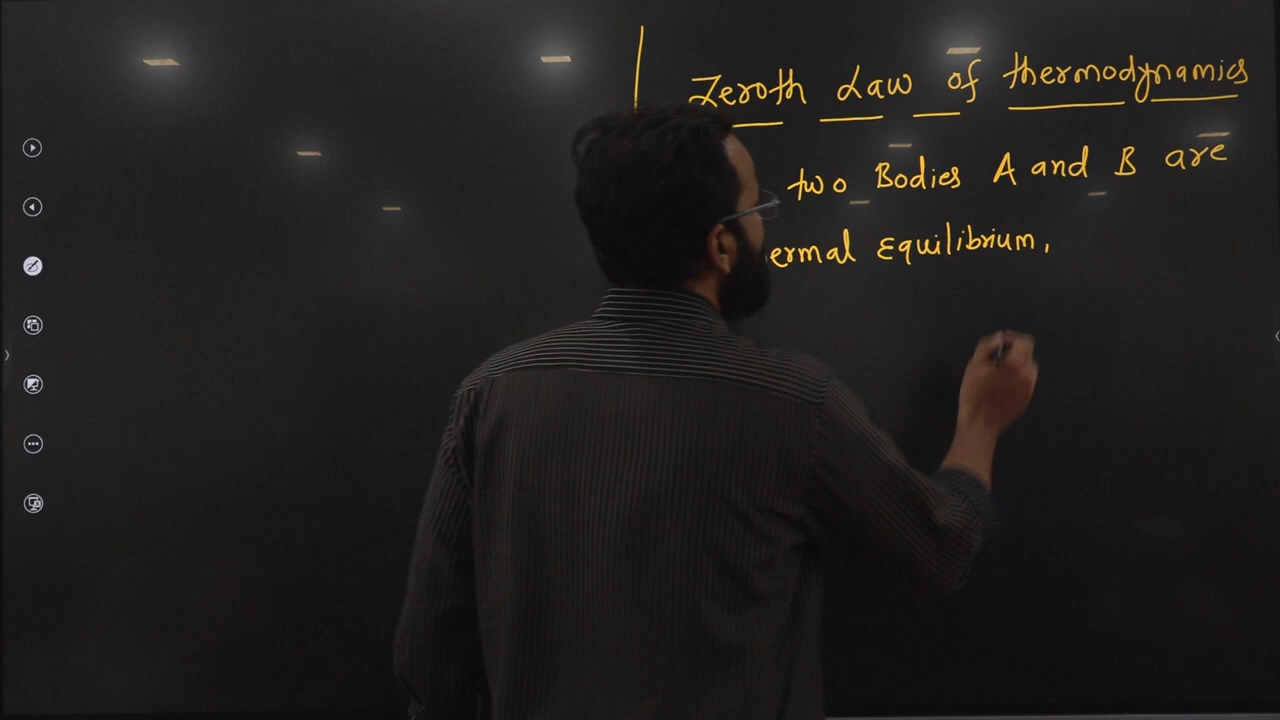 Zeroth Law of thermodynamics
two Bodies A and B are
ermal Equilibrium,